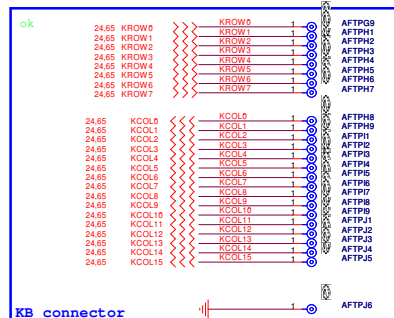 ok
24,65 KROW0 KROW0 1 AFTPG9
24,65 KROW1 KROW1 1 AFTPH1
24,65 KROW2 KROW2 1 AFTPH2
24,65 KROW3 KROW3 1 AFTPH3
24,65 KROW4 KROW4 1 AFTPH4
24,65 KROW5 KROW5 1 AFTPH5
24,65 KROW6 KROW6 1 AFTPH6
24,65 KROW7 KROW7 1 AFTPH7
24,65 KCOL0 KCOL0 1 AFTPH8
24,65 KCOL1 KCOL1 1 AFTPH9
24,65 KCOL2 KCOL2 1 AFTPI1
24,65 KCOL3 KCOL3 1 AFTPI2
24,65 KCOL4 KCOL4 1 AFTPI3
24,65 KCOL5 KCOL5 1 AFTPI4
24,65 KCOL6 KCOL6 1 AFTPI5
24,65 KCOL7 KCOL7 1 AFTPI6
24,65 KCOL8 KCOL8 1 AFTPI7
24,65 KCOL9 KCOL9 1 AFTPI8
24,65 KCOL10 KCOL10 1 AFTPI9
24,65 KCOL11 KCOL11 1 AFTPJ1
24,65 KCOL12 KCOL12 1 AFTPJ2
24,65 KCOL13 KCOL13 1 AFTPJ3
24,65 KCOL14 KCOL14 1 AFTPJ4
24,65 KCOL15 KCOL15 1 AFTPJ5
1 AFTPJ6
KB connector